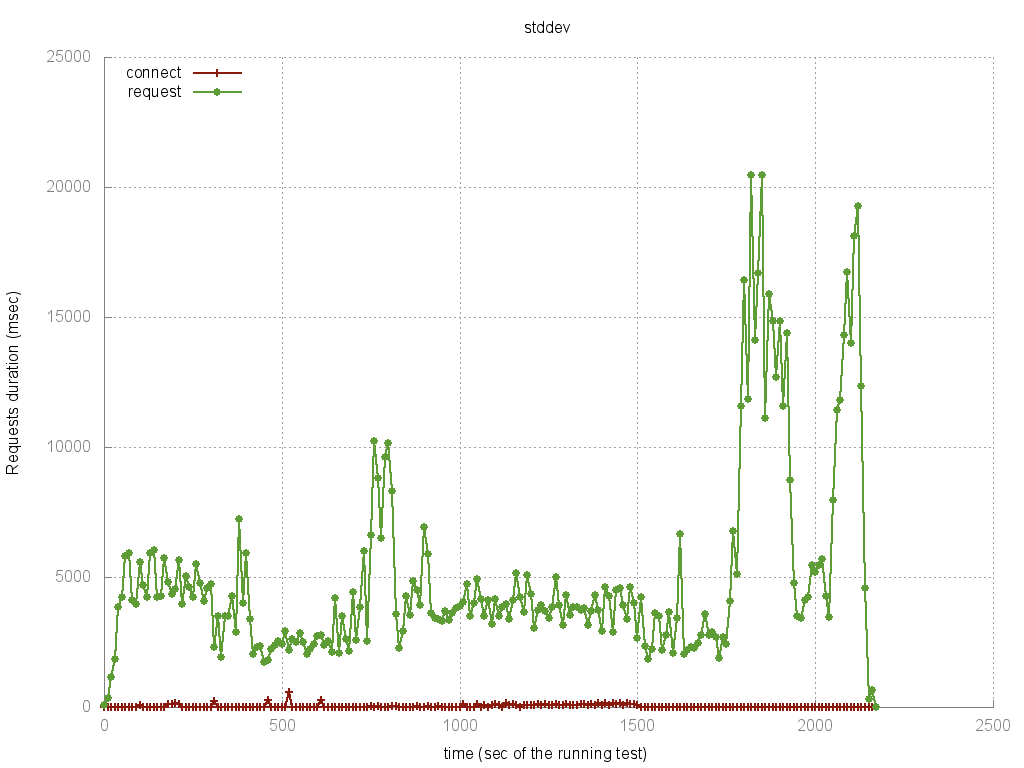 stddev
25000
20000
15000
10000
5000
0
connect
request
Requests duration (msec)
0 500 1000 1500 2000 2500
time (sec of the running test)